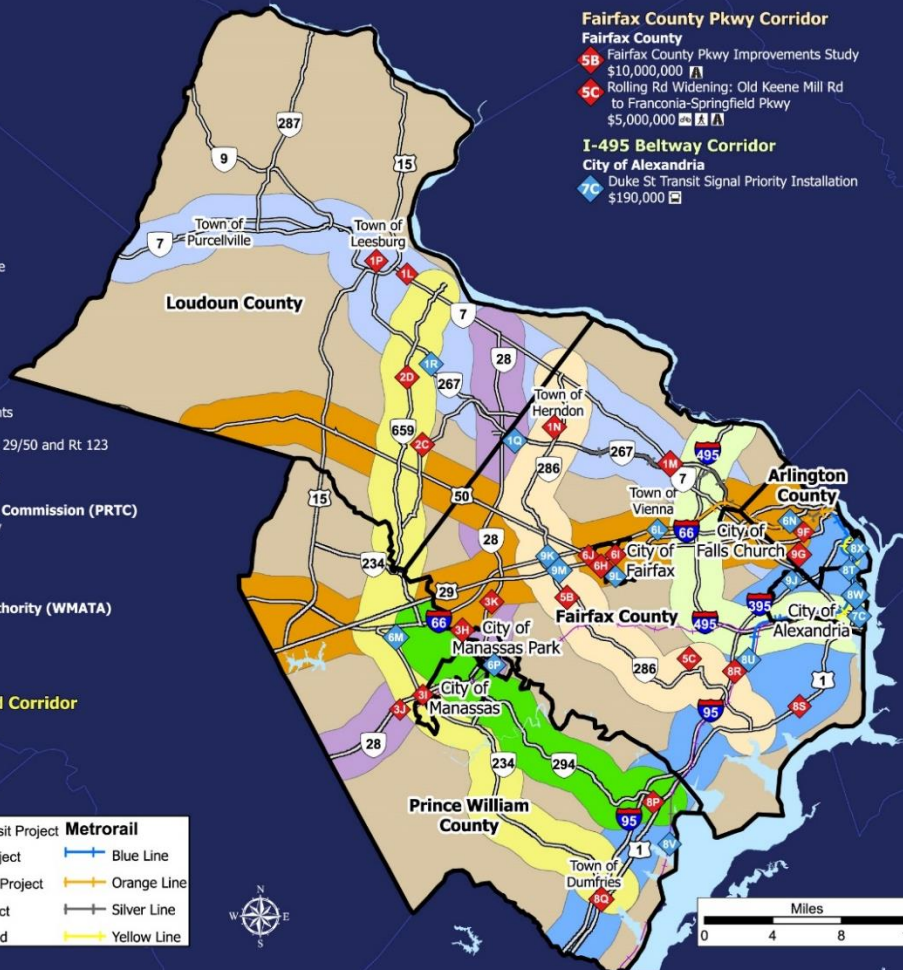 Fairfax County Pkwy Corridor
Fairfax County
5B Fairfax County Pkwy Improvements Study
$10,000,000
5C Rolling Rd Widening: Old Keene Mill Rd
to Franconia-Springfield Pkwy
$5,000,000
I-495 Beltway Corridor
City of Alexandria
7C Duke St Transit Signal Priority Installation
$190,000
287
9
15
Town of
Purcellville
Town of
Leesburg
7
1P
1L
e
Loudoun County
7
28
1R
2D
267
Town of
Herndon
nts
1N
659
1Q
29/50 and Rt 123
2C
267
495
286
1M
7
Arlington
County
15
50
Town of
Vienna
Commission (PRTC)
6L
66
6N
9F
City of
Falls Church
28
8X
9K
6J
6I
City of
Fairfax
6H
9G
8T
234
9M
9L
9J
29
8W
thority (WMATA)
3K
5B
395
7C
Fairfax County
City of
Alexandria
66
3H
City of
Manassas Park
495
6M
6P
286
5C
8U
8R
1
3I
City of
Manassas
l Corridor
3J
95
8S
28
234
294
Prince William
County
8P
95
1
8V
Town of
Dumfries
8Q
sit Project
Metrorail
ject
Blue Line
Project
Orange Line
ct
Silver Line
d
Yellow Line
N
W
E
S
Miles
0
4
8
1